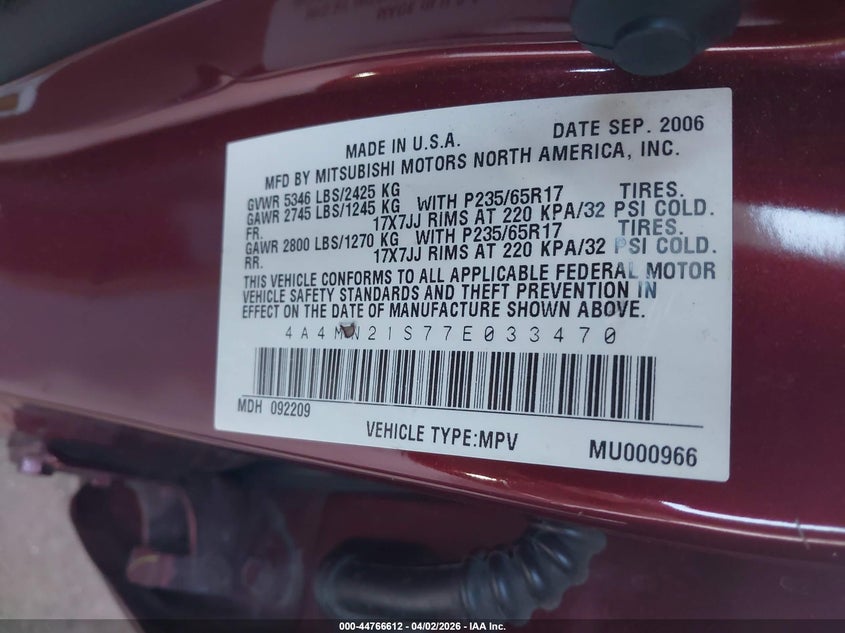 MADE IN U.S.A. DATE SEP. 2006
MFD BY MITSUBISHI MOTORS NORTH AMERICA, INC.
GVWR 5346 LBS/2425 KG
GAWR 2745 LBS/1245 KG WITH P235/65R17 TIRES.
FR. 17X7JJ RIMS AT 220 KPA/32 PSI COLD.
GAWR 2800 LBS/1270 KG WITH P235/65R17 TIRES.
RR. 17X7JJ RIMS AT 220 KPA/32 PSI COLD.
THIS VEHICLE CONFORMS TO ALL APPLICABLE FEDERAL MOTOR
VEHICLE SAFETY STANDARDS AND THEFT PREVENTION IN
EFFECT ON THE DATE OF MANUFACTURE SHOWN ABOVE.
4A4MN21S77E033470
MDH 092209
VEHICLE TYPE:MPV MU000966
000-44766612 - 04/02/2026 - IAA Inc.